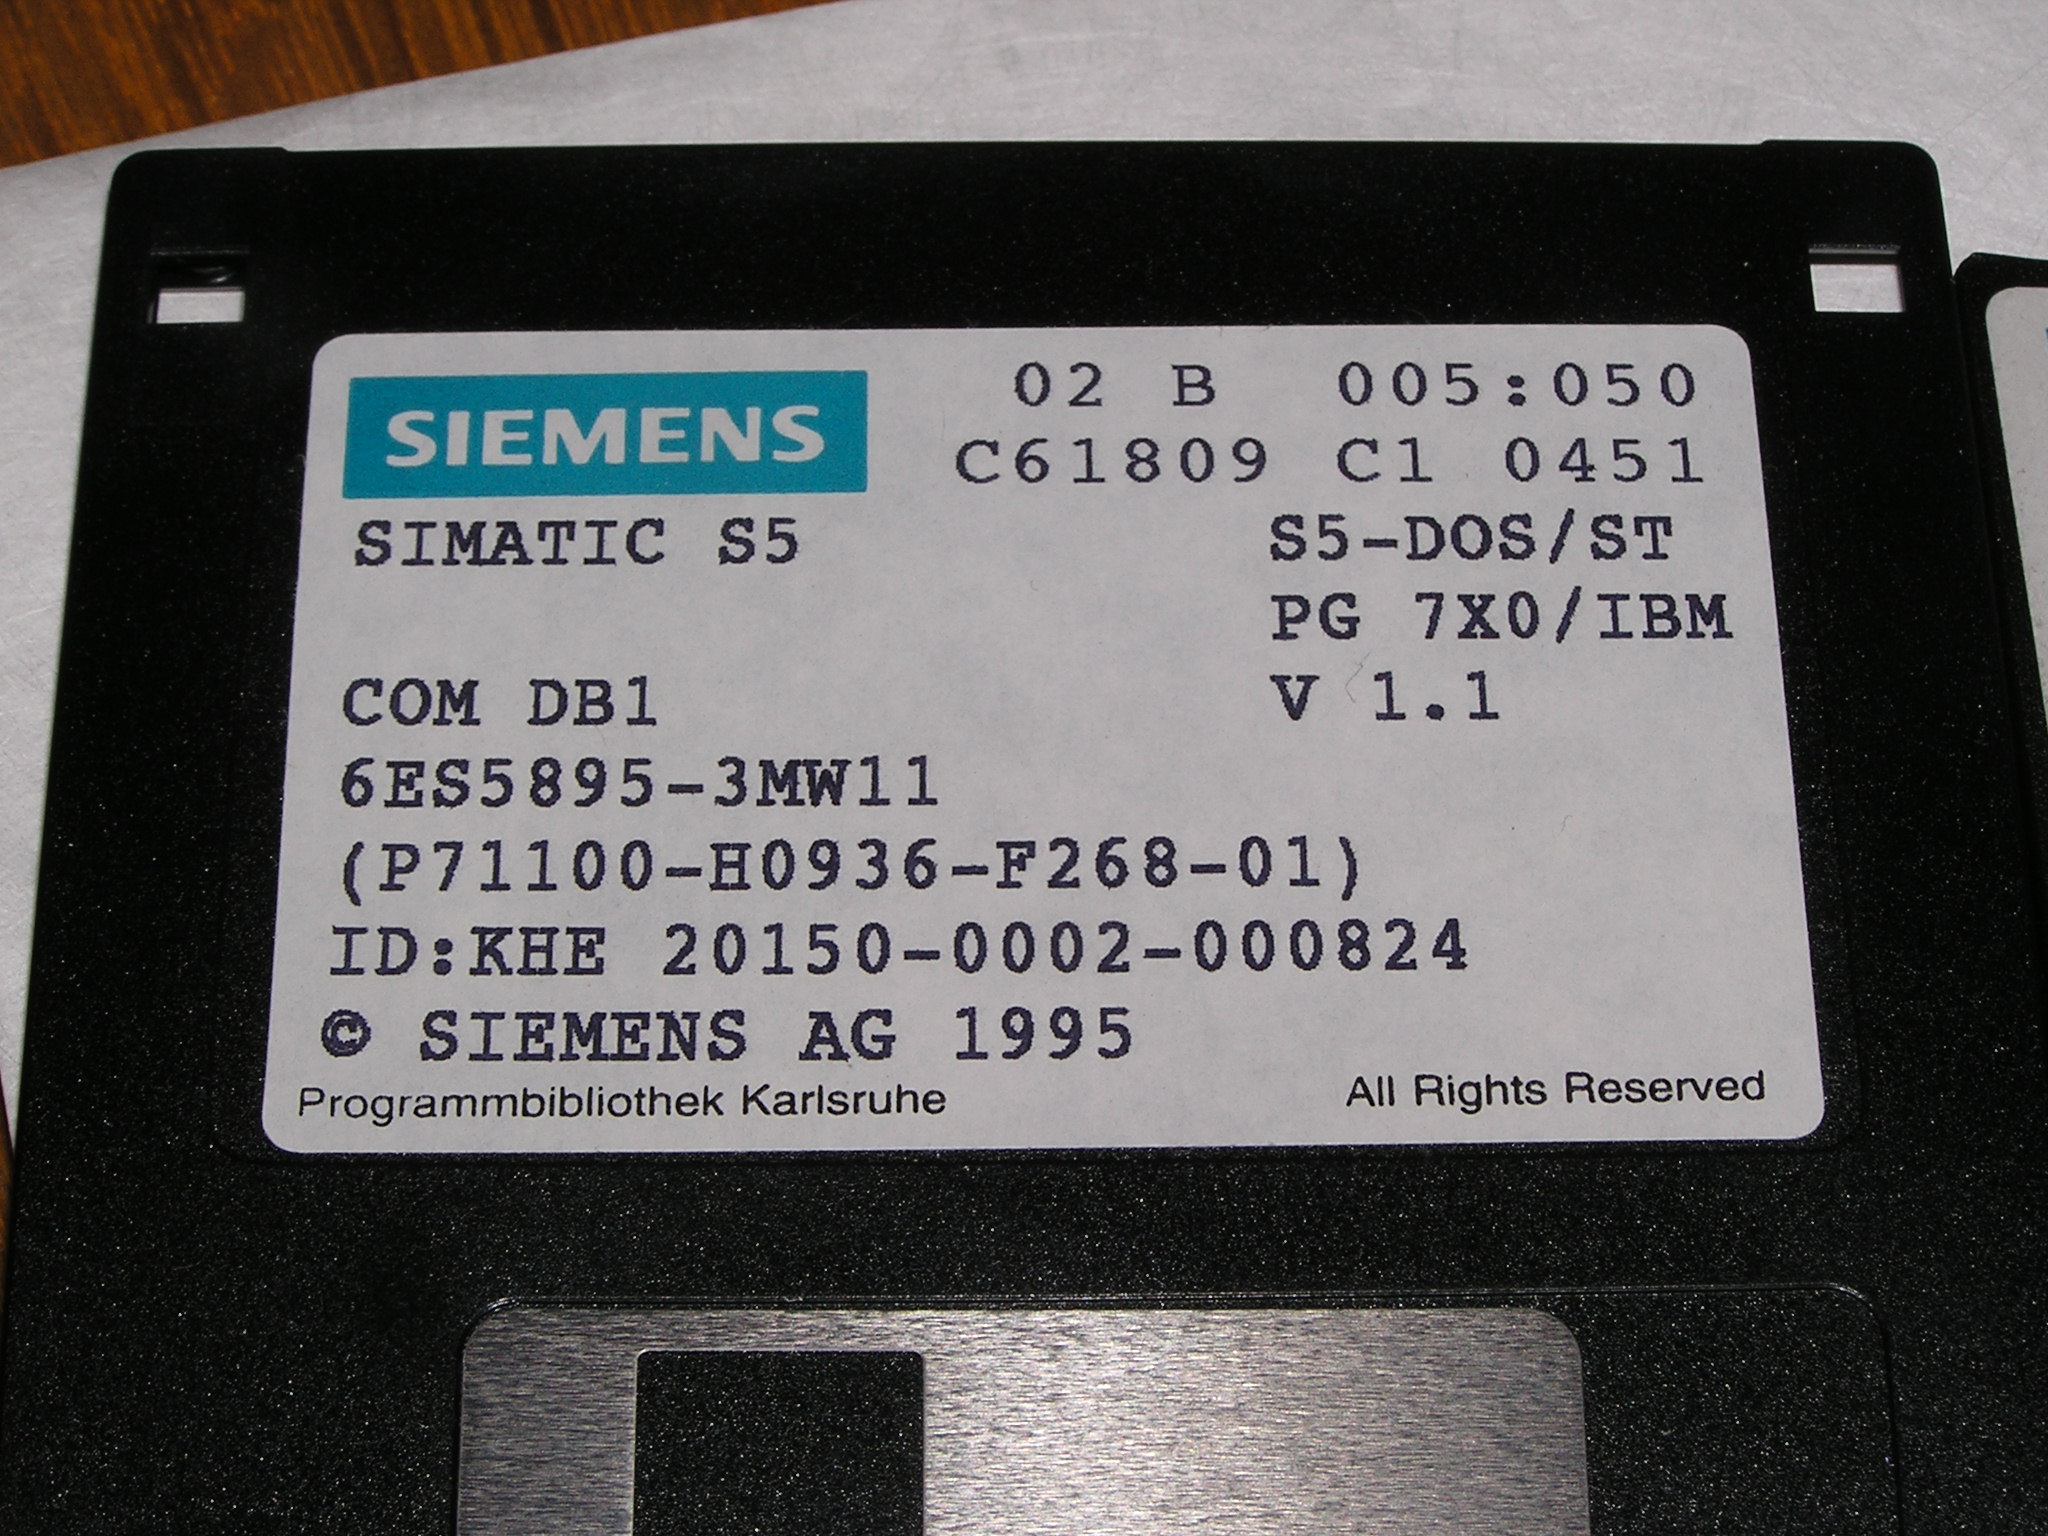 SIEMENS
02 B 005:050
C61809 C1 0451
SIMATIC S5 S5-DOS/ST
PG 7X0/IBM
COM DB1 V 1.1
6ES5895-3MW11
(P71100-H0936-F268-01)
ID:KHE 20150-0002-000824
© SIEMENS AG 1995
Programmbibliothek Karlsruhe All Rights Reserved